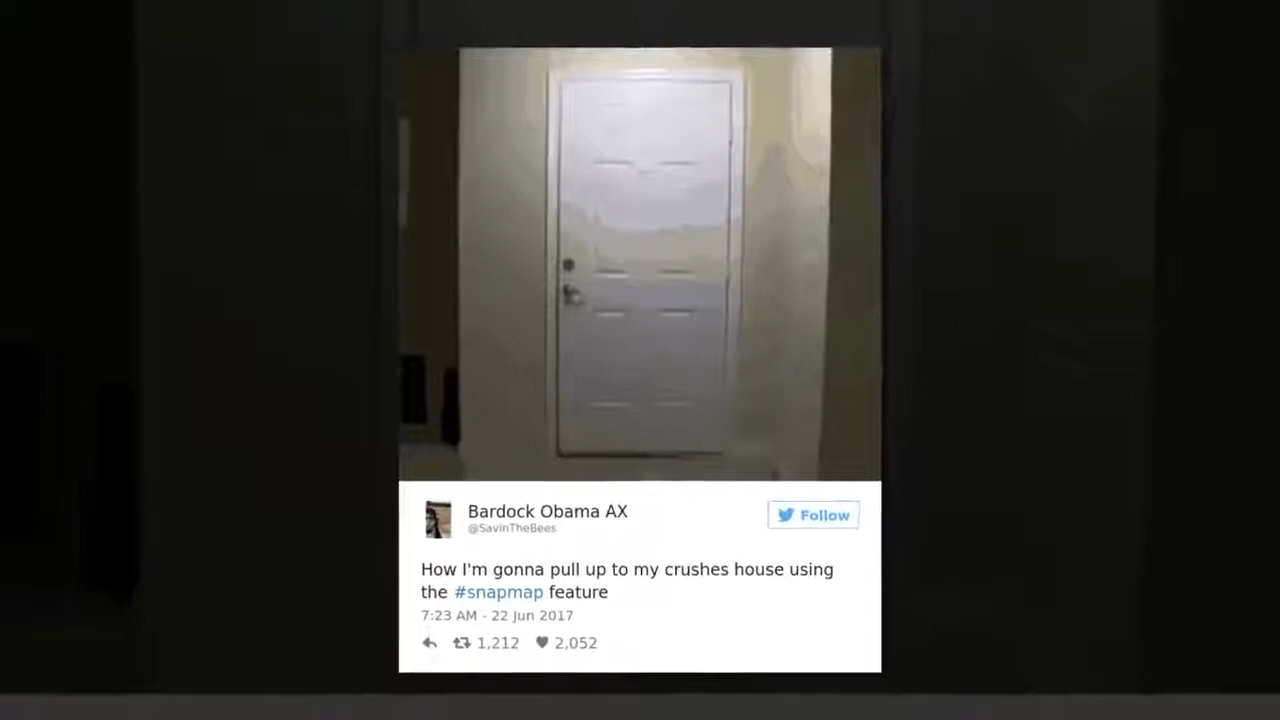 Bardock Obama AX
@SavinTheBees
Follow
How I'm gonna pull up to my crushes house using
the #snapmap feature
7:23 AM - 22 Jun 2017
1,212 2,052